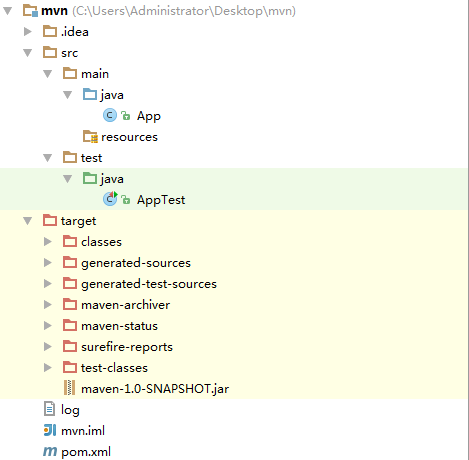 mvn (C:\Users\Administrator\Desktop\mvn)
.idea
src
main
java
App
resources
test
java
AppTest
target
classes
generated-sources
generated-test-sources
maven-archiver
maven-status
surefire-reports
test-classes
maven-1.0-SNAPSHOT.jar
log
mvn.iml
pom.xml